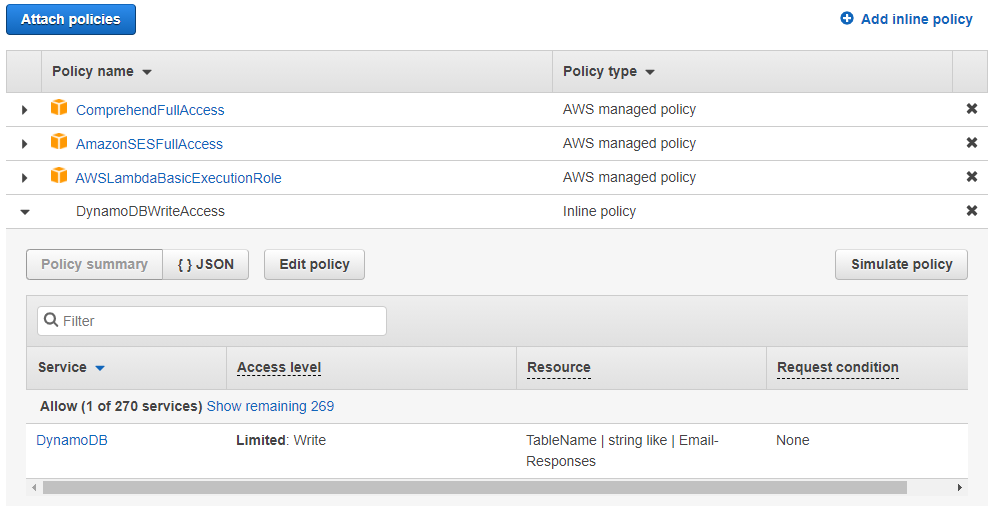 Attach policies
Add inline policy
Policy name
Policy type
ComprehendFullAccess
AWS managed policy
AmazonSESFullAccess
AWS managed policy
AWSLambdaBasicExecutionRole
AWS managed policy
DynamoDBWriteAccess
Inline policy
Policy summary
{ } JSON
Edit policy
Simulate policy
Filter
Service
Access level
Resource
Request condition
Allow (1 of 270 services) Show remaining 269
DynamoDB
Limited: Write
TableName | string like | Email-
Responses
None